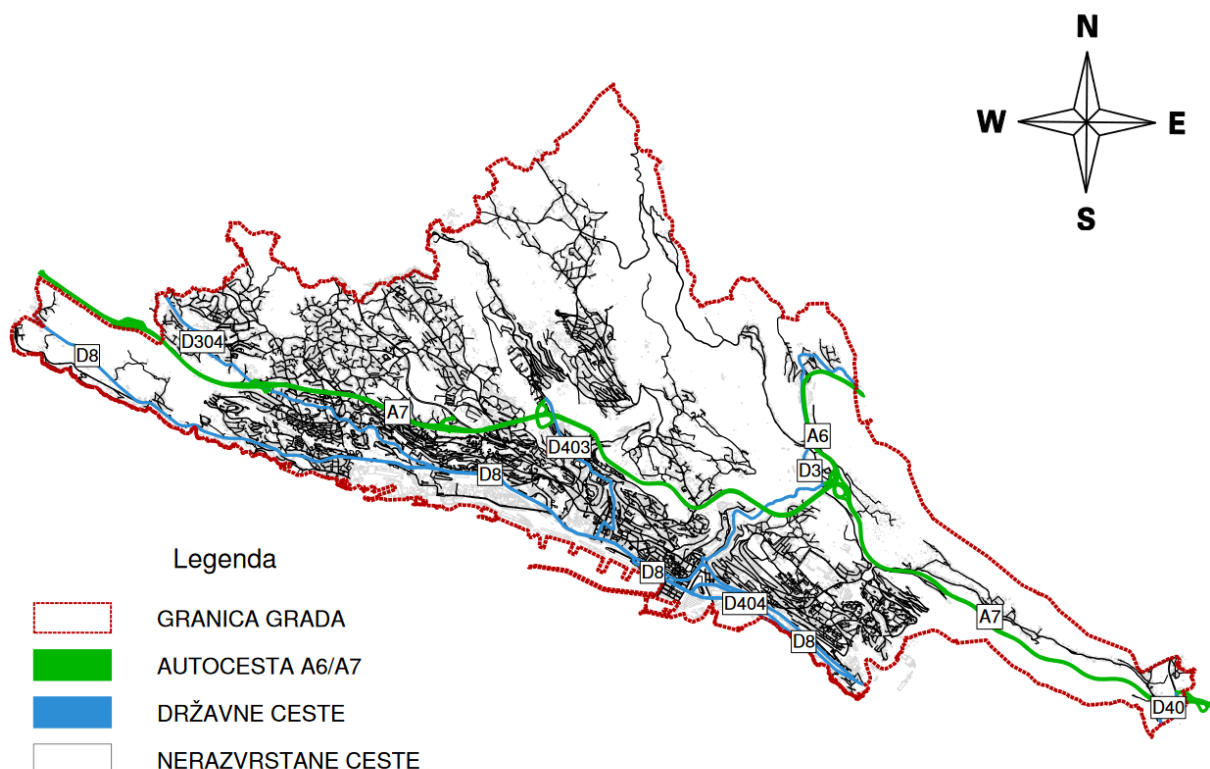 N
W
E
S
D304
D8
A7
A6
D403
D3
D8
D8
D404
A7
D8
D40
Legenda
GRANICA GRADA
AUTOCESTA A6/A7
DRŽAVNE CESTE
NERAZVRSTANE CESTE